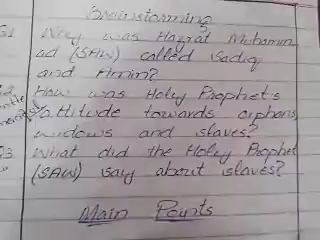 Brainstorming
Q1 Why was Hazrat Muhamm
ad (SAW) called Sadiq
and Amin?
How was Holy Prophet's
attitude towards orphans,
widows and slaves?
Q3 What did the Holy Prophet
(SAW) say about slaves?
Main Points